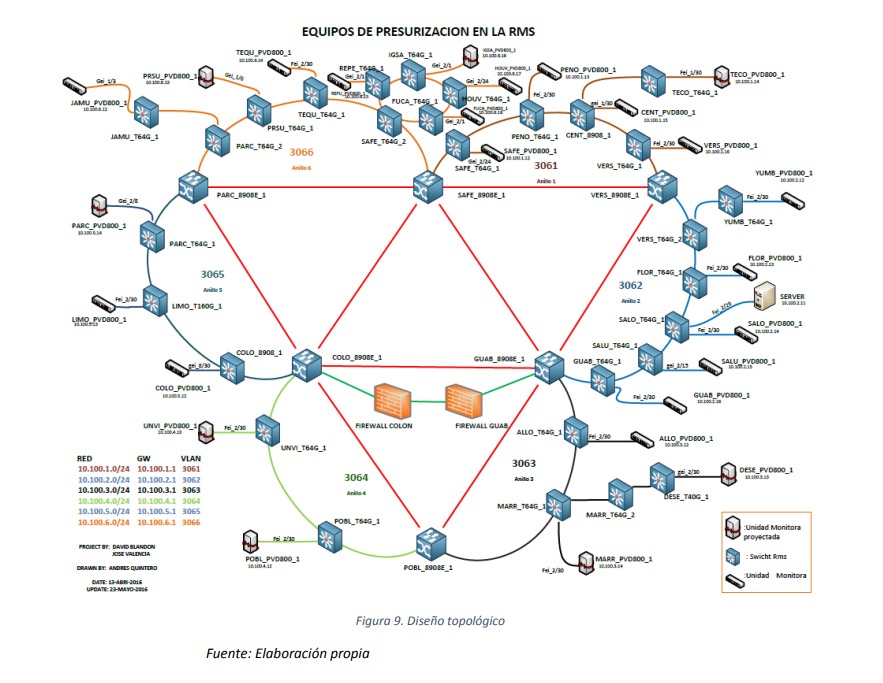 EQUIPOS DE PRESURIZACION EN LA RMS
TEQU_PVD800_1
10.100.6.14
Fei_2/30
REPE_T64G_1
Gei_2/1
IGSA_T64G_1
IGSA_PVD800_1
10.100.6.16
Gei_2/1
HOUV_PVD800_1
10.100.6.17
Gei_2/24
HOUV_T64G_1
PENO_PVD800_1
10.100.1.13
Fei_2/30
Fei_1/30
TECO_PVD800_1
10.100.1.14
TECO_T64G_1
Gei_1/3
JAMU_PVD800_1
10.100.6.12
JAMU_T64G_1
PRSU_PVD800_1
10.100.6.13
Gei_1/6
PRSU_T64G_1
TEQU_T64G_1
FUCA_T64G_1
FUCA_PVD800_1
Gei_2/1
PARC_T64G_2
SAFE_T64G_2
3066
Anillo 6
SAFE_PVD800_1
10.100.1.12
Gei_2/24
SAFE_T64G_1
PENO_T64G_1
3061
Anillo 1
gei_1/30
CENT_PVD800_1
10.100.1.15
CENT_8908_1
Fei_2/30
VERS_PVD800_1
10.100.1.16
VERS_T64G_1
PARC_8908E_1
SAFE_8908E_1
VERS_8908E_1
YUMB_PVD800_1
10.100.2.12
Fei_2/30
YUMB_T64G_1
Gei_2/8
PARC_PVD800_1
10.100.5.14
PARC_T64G_1
VERS_T64G_2
FLOR_PVD800_1
10.100.2.13
Fei_2/30
FLOR_T64G_1
3065
Anillo 5
3062
Anillo 2
Fei_2/30
LIMO_PVD800_1
10.100.5.13
LIMO_T160G_1
SERVER
10.100.2.11
Fei_2/29
SALO_T64G_1
Fei_2/30
SALO_PVD800_1
10.100.2.14
COLO_8908_1
gei_8/30
COLO_PVD800_1
10.100.5.12
COLO_8908E_1
GUAB_8908E_1
GUAB_T64G_1
SALU_T64G_1
gei_2/15
SALU_PVD800_1
10.100.2.15
Fei_2/30
GUAB_PVD800_1
10.100.2.16
FIREWALL COLON
FIREWALL GUAB
UNVI_PVD800_1
10.100.4.13
Fei_2/30
UNVI_T64G_1
ALLO_T64G_1
Fei_2/30
ALLO_PVD800_1
10.100.3.12
3064
Anillo 4
3063
Anillo 3
gei_2/30
DESE_PVD800_1
10.100.3.13
DESE_T40G_1
MARR_T64G_1
MARR_T64G_2
POBL_T64G_1
Fei_2/30
POBL_PVD800_1
10.100.4.12
POBL_8908E_1
Fei_2/30
MARR_PVD800_1
10.100.3.14
RED GW VLAN
10.100.1.0/24 10.100.1.1 3061
10.100.2.0/24 10.100.2.1 3062
10.100.3.0/24 10.100.3.1 3063
10.100.4.0/24 10.100.4.1 3064
10.100.5.0/24 10.100.5.1 3065
10.100.6.0/24 10.100.6.1 3066
PROJECT BY: DAVID BLANDON
JOSE VALENCIA
DRAWN BY: ANDRES QUINTERO
DATE: 13-ABRI-2016
UPDATE: 23-MAYO-2016
:Unidad Monitora
proyectada
: Swicht Rms
:Unidad Monitora
Figura 9. Diseño topológico
Fuente: Elaboración propia